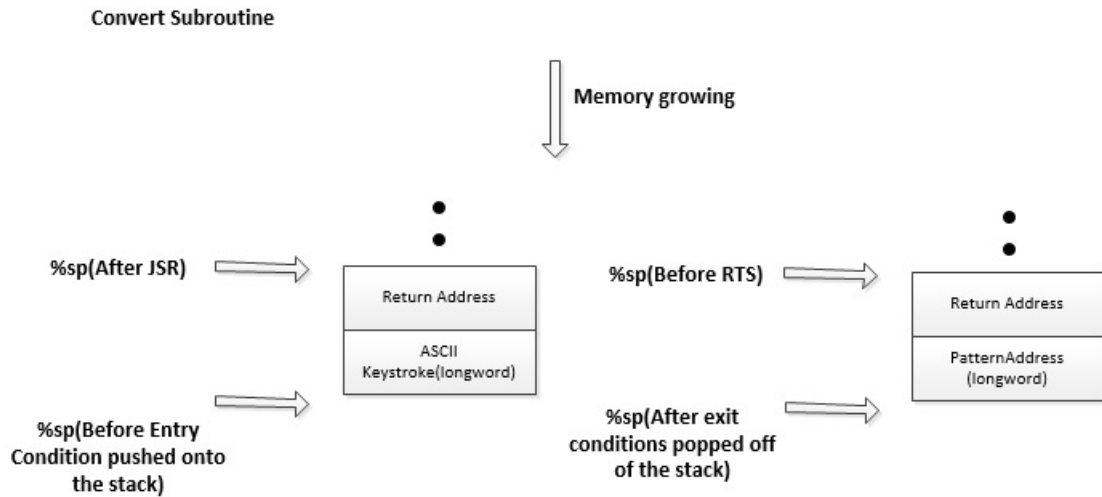 Convert Subroutine
Memory growing
%sp(After JSR)
Return Address
ASCII
Keystroke(longword)
%sp(Before Entry
Condition pushed onto
the stack)
%sp(Before RTS)
Return Address
PatternAddress
(longword)
%sp(After exit
conditions popped off
of the stack)